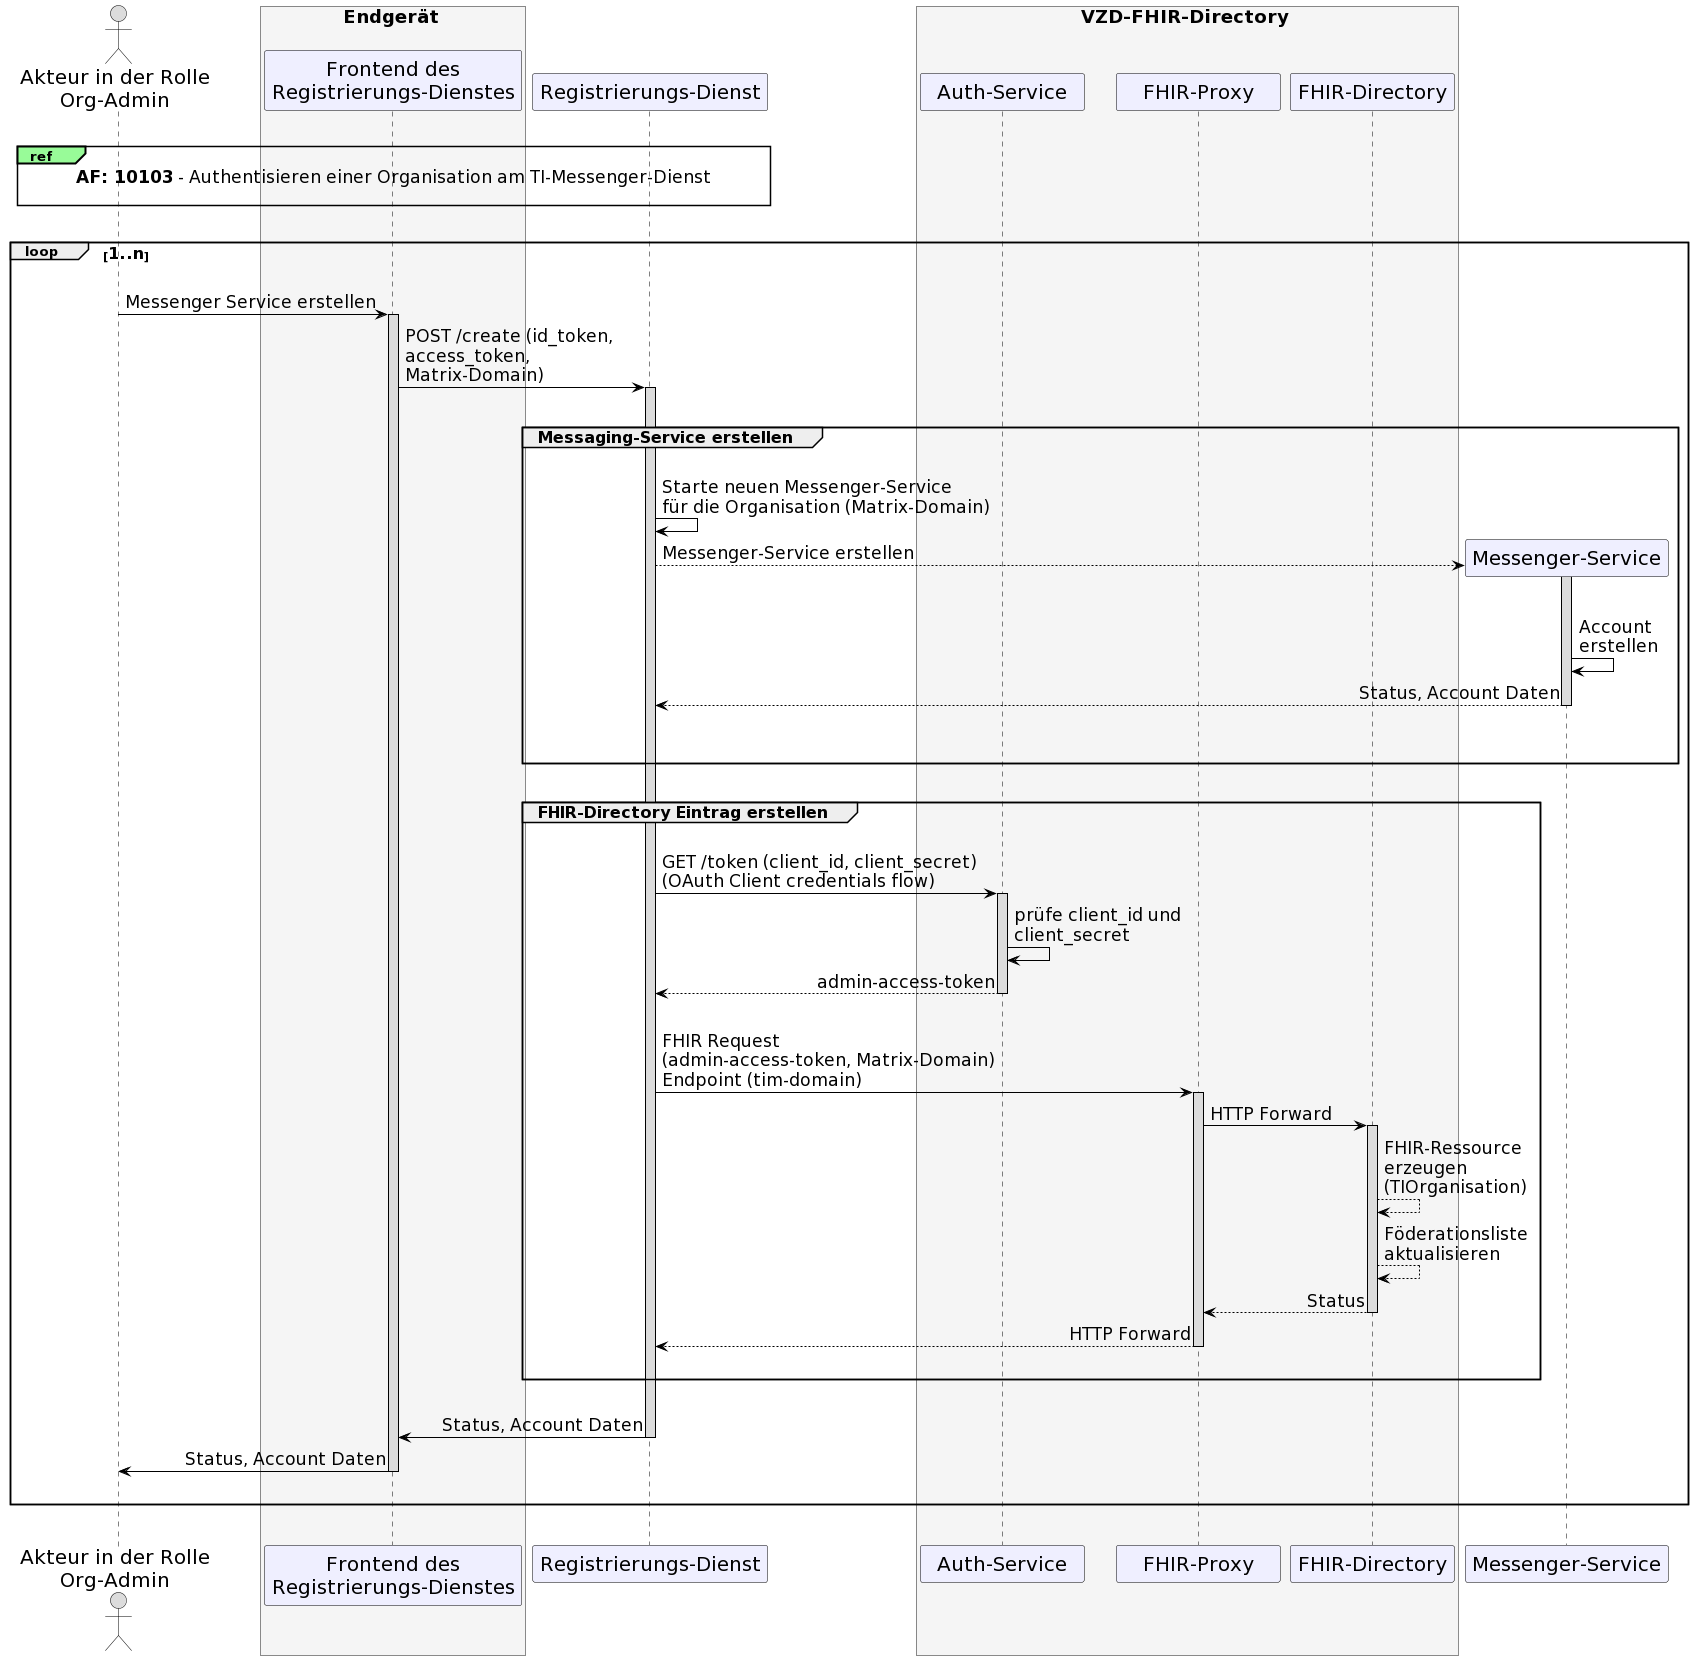 Endgerät
VZD-FHIR-Directory
Akteur in der Rolle
Org-Admin
Frontend des
Registrierungs-Dienstes
Registrierungs-Dienst
Auth-Service
FHIR-Proxy
FHIR-Directory
ref
AF: 10103 - Authentisieren einer Organisation am TI-Messenger-Dienst
loop
[1..n]
Messenger Service erstellen
POST /create (id_token,
access_token,
Matrix-Domain)
Messaging-Service erstellen
Starte neuen Messenger-Service
für die Organisation (Matrix-Domain)
Messenger-Service erstellen
Messenger-Service
Account
erstellen
Status, Account Daten
FHIR-Directory Eintrag erstellen
GET /token (client_id, client_secret)
(OAuth Client credentials flow)
prüfe client_id und
client_secret
admin-access-token
FHIR Request
(admin-access-token, Matrix-Domain)
Endpoint (tim-domain)
HTTP Forward
FHIR-Ressource
erzeugen
(TIOrganisation)
Föderationsliste
aktualisieren
Status
HTTP Forward
Status, Account Daten
Status, Account Daten
Akteur in der Rolle
Org-Admin
Frontend des
Registrierungs-Dienstes
Registrierungs-Dienst
Auth-Service
FHIR-Proxy
FHIR-Directory
Messenger-Service